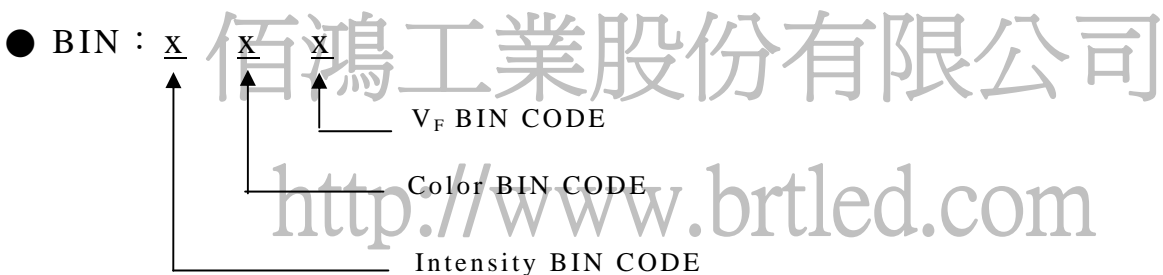 ● BIN：x x x
佰鴻工業股份有限公司
VF BIN CODE
Color BIN CODE
http://www.brtled.com
Intensity BIN CODE